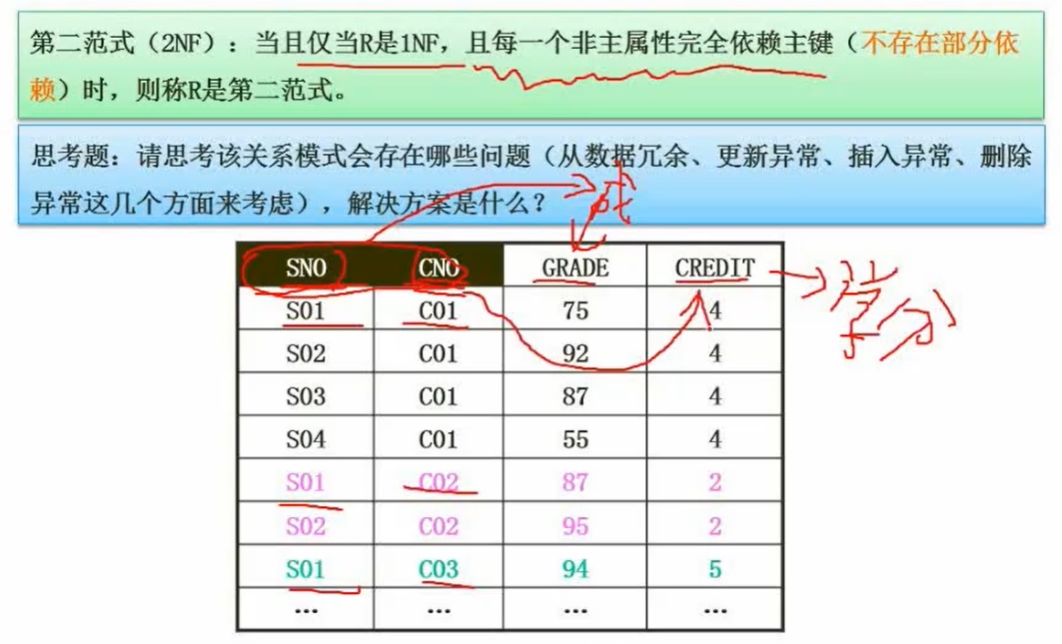 第二范式（2NF）：当且仅当R是1NF，且每一个非主属性完全依赖主键（不存在部分依
赖）时，则称R是第二范式。
思考题：请思考该关系模式会存在哪些问题（从数据冗余、更新异常、插入异常、删除
异常这几个方面来考虑），解决方案是什么？
SNO CNO GRADE CREDIT
S01 C01 75 4
S02 C01 92 4
S03 C01 87 4
S04 C01 55 4
S01 C02 87 2
S02 C02 95 2
S01 C03 94 5
… … … …
学分